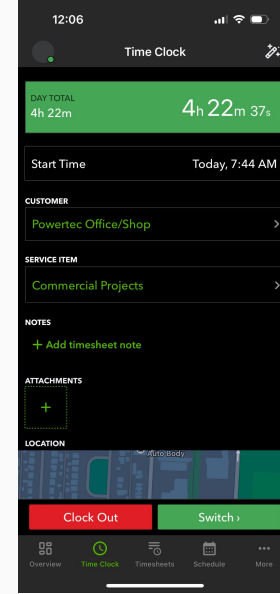 12:06
Time Clock
DAY TOTAL
4h 22m
4h 22m 37s
Start Time
Today, 7:44 AM
CUSTOMER
Powertec Office/Shop
SERVICE ITEM
Commercial Projects
NOTES
+ Add timesheet note
ATTACHMENTS
+
LOCATION
Auto Body
Clock Out
Switch ›
Overview
Time Clock
Timesheets
Schedule
More